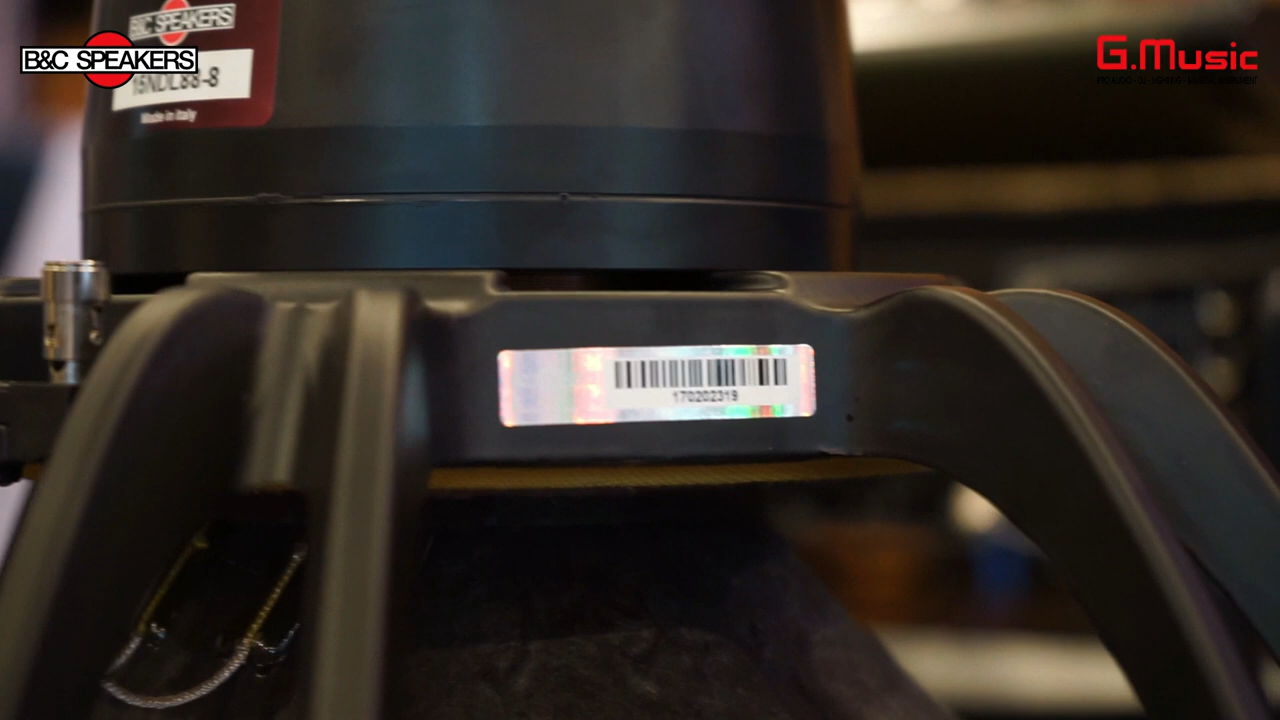 B&C SPEAKERS
B&C SPEAKERS
15NDL88-8
Made in Italy
G.Music
170202319